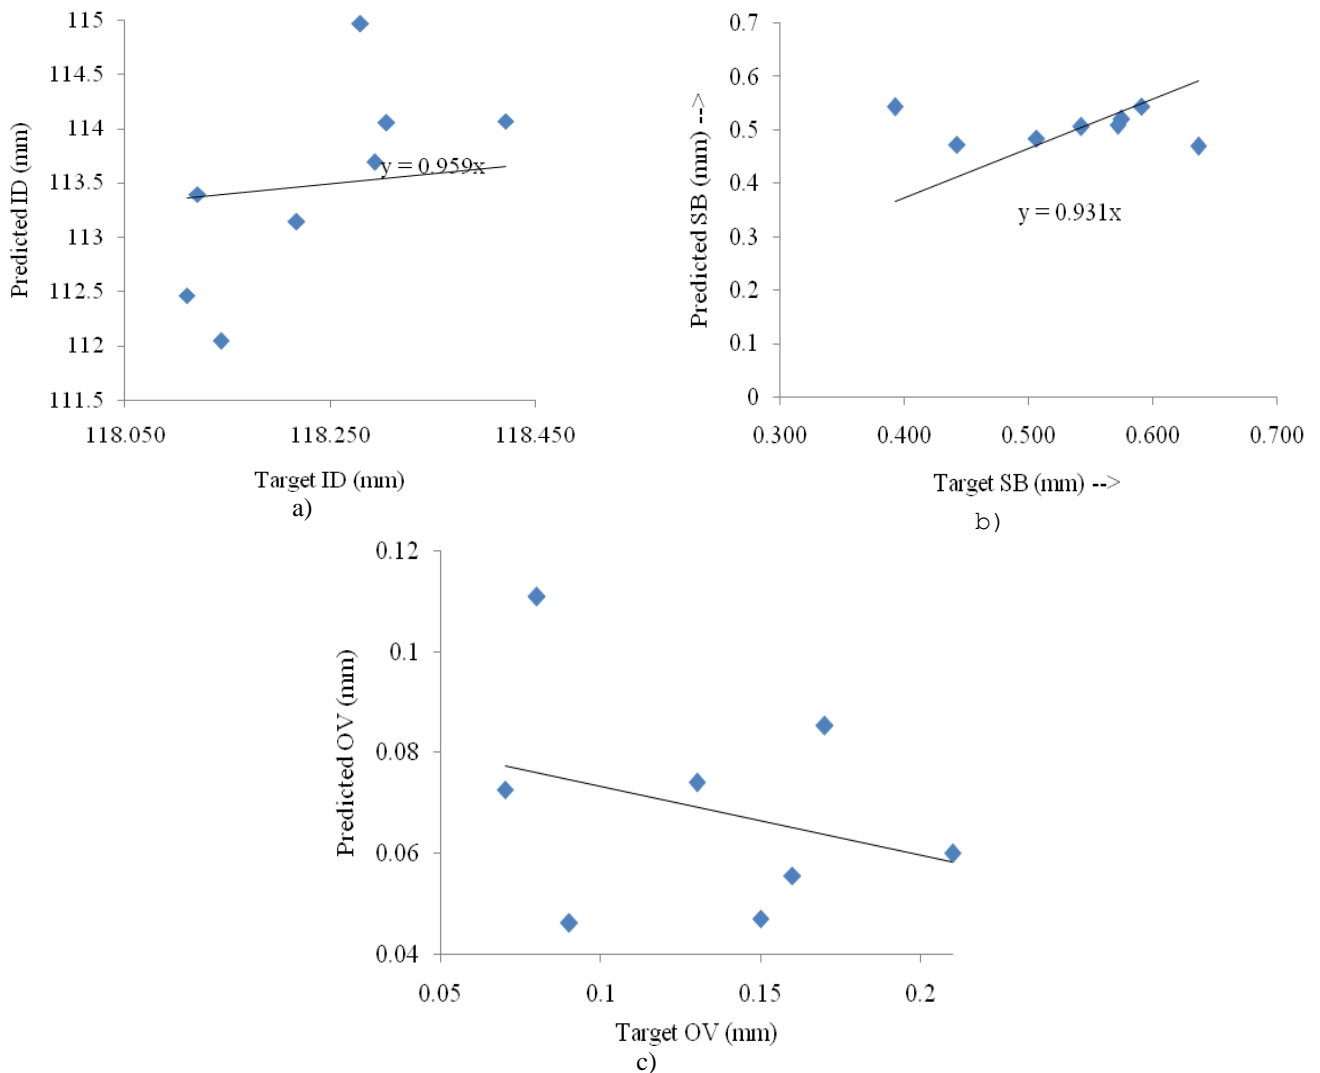 115
114.5
114
113.5
113
112.5
112
111.5
118.050 118.250 118.450
Predicted ID (mm)
y = 0.959x
Target ID (mm)
a)
0.7
0.6
0.5
0.4
0.3
0.2
0.1
0
0.300 0.400 0.500 0.600 0.700
Predicted SB (mm) -->
y = 0.931x
Target SB (mm) -->
b)
0.12
0.1
0.08
0.06
0.04
0.05 0.1 0.15 0.2
Predicted OV (mm)
Target OV (mm)
c)